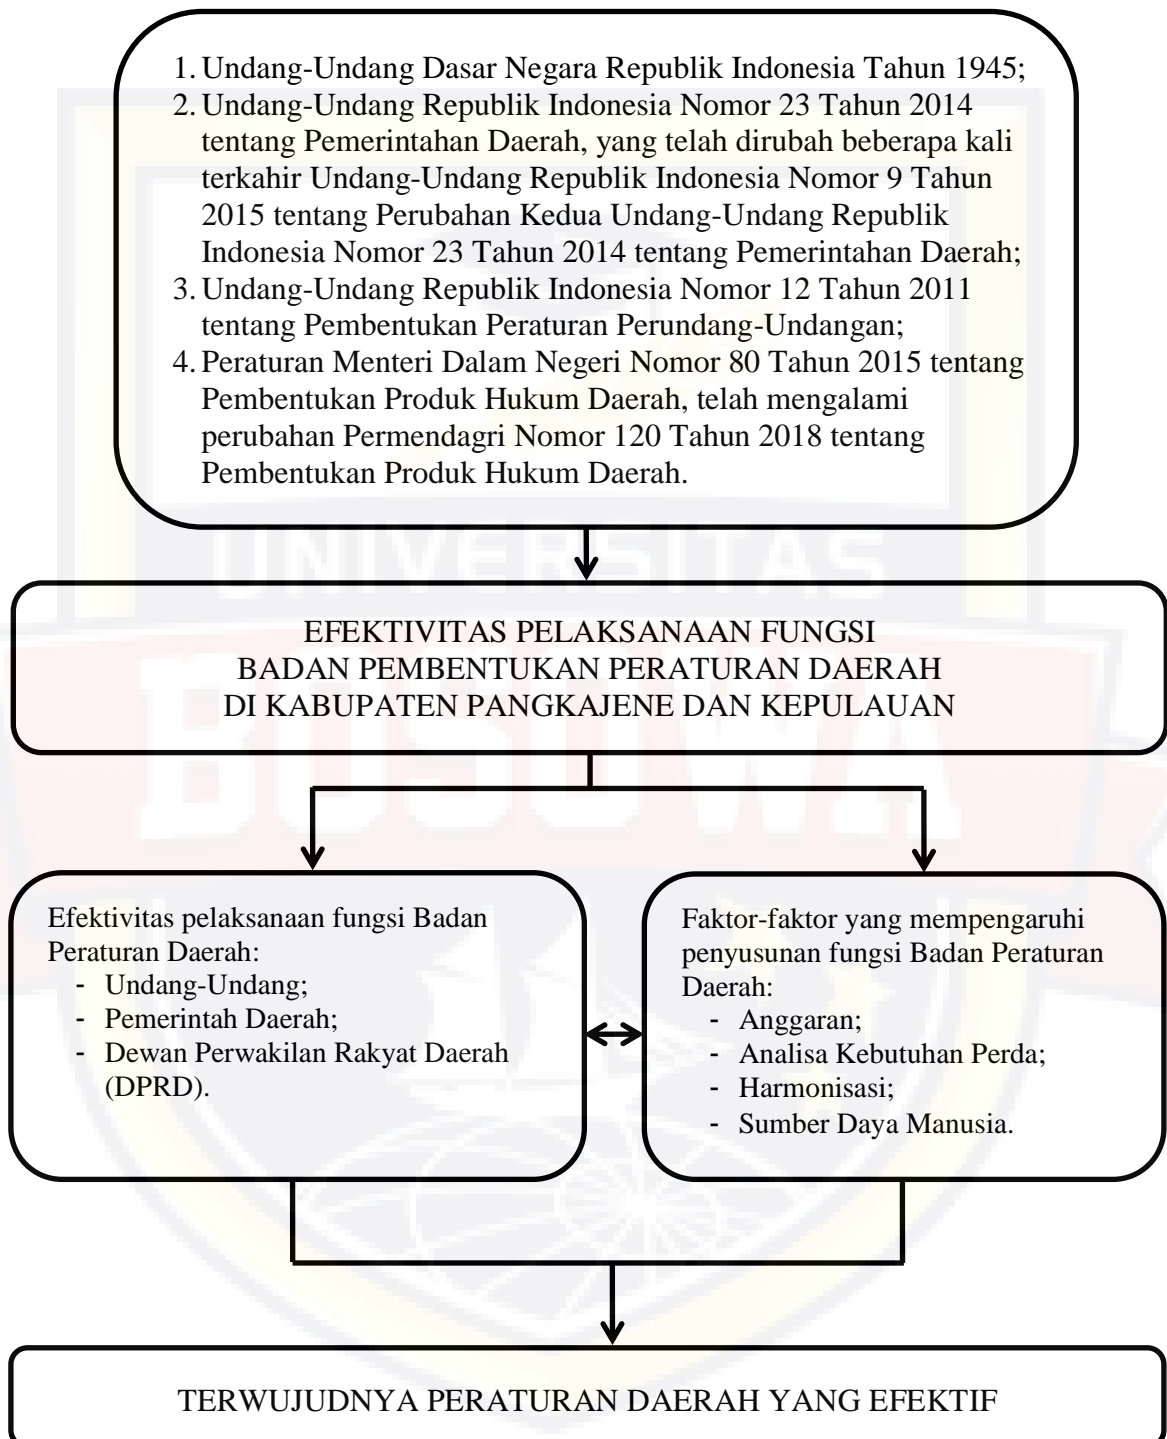 1. Undang-Undang Dasar Negara Republik Indonesia Tahun 1945;
2. Undang-Undang Republik Indonesia Nomor 23 Tahun 2014
tentang Pemerintahan Daerah, yang telah dirubah beberapa kali
terkahir Undang-Undang Republik Indonesia Nomor 9 Tahun
2015 tentang Perubahan Kedua Undang-Undang Republik
Indonesia Nomor 23 Tahun 2014 tentang Pemerintahan Daerah;
3. Undang-Undang Republik Indonesia Nomor 12 Tahun 2011
tentang Pembentukan Peraturan Perundang-Undangan;
4. Peraturan Menteri Dalam Negeri Nomor 80 Tahun 2015 tentang
Pembentukan Produk Hukum Daerah, telah mengalami
perubahan Permendagri Nomor 120 Tahun 2018 tentang
Pembentukan Produk Hukum Daerah.
UNIVERSITAS
EFEKTIVITAS PELAKSANAAN FUNGSI
BADAN PEMBENTUKAN PERATURAN DAERAH
DI KABUPATEN PANGKAJENE DAN KEPULAUAN
BOSOWA
Efektivitas pelaksanaan fungsi Badan
Peraturan Daerah:
- Undang-Undang;
- Pemerintah Daerah;
- Dewan Perwakilan Rakyat Daerah
(DPRD).
Faktor-faktor yang mempengaruhi
penyusunan fungsi Badan Peraturan
Daerah:
- Anggaran;
- Analisa Kebutuhan Perda;
- Harmonisasi;
- Sumber Daya Manusia.
TERWUJUDNYA PERATURAN DAERAH YANG EFEKTIF